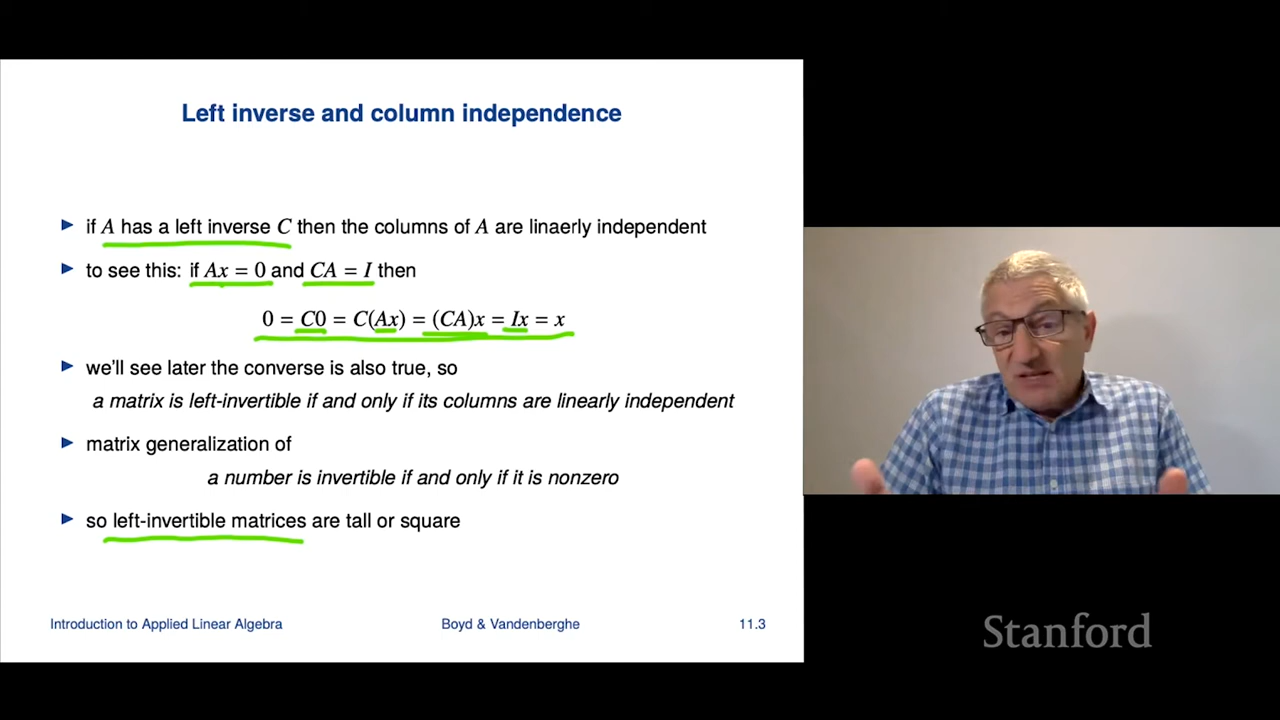 Left inverse and column independence
▶ if A has a left inverse C then the columns of A are linaerly independent
▶ to see this: if Ax = 0 and CA = I then
0 = C0 = C(Ax) = (CA)x = Ix = x
▶ we'll see later the converse is also true, so
a matrix is left-invertible if and only if its columns are linearly independent
▶ matrix generalization of
a number is invertible if and only if it is nonzero
▶ so left-invertible matrices are tall or square
Introduction to Applied Linear Algebra Boyd & Vandenberghe 11.3
Stanford